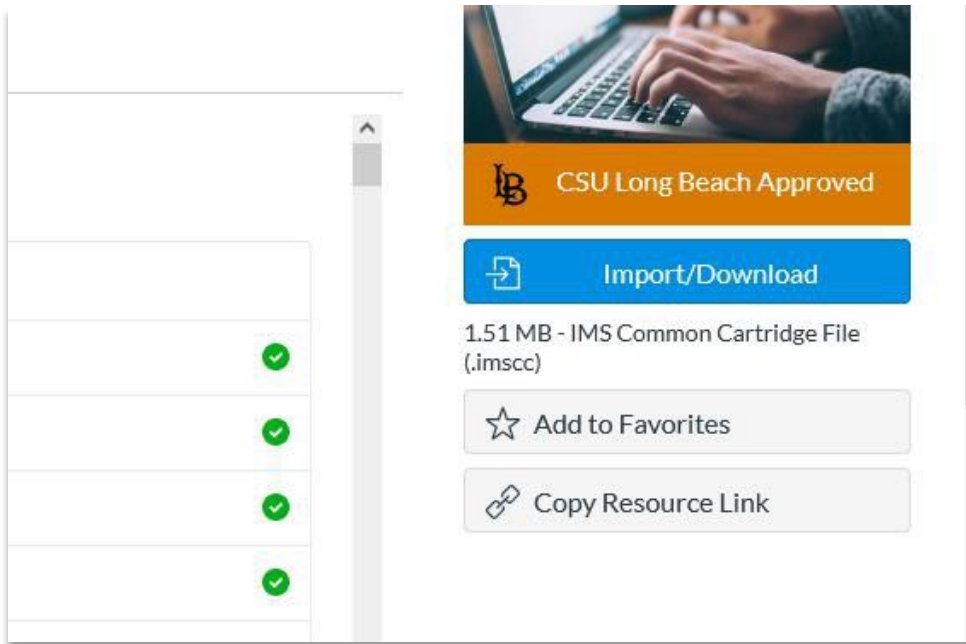 LB
CSU Long Beach Approved
Import/Download
1.51 MB - IMS Common Cartridge File
(.imscc)
Add to Favorites
Copy Resource Link